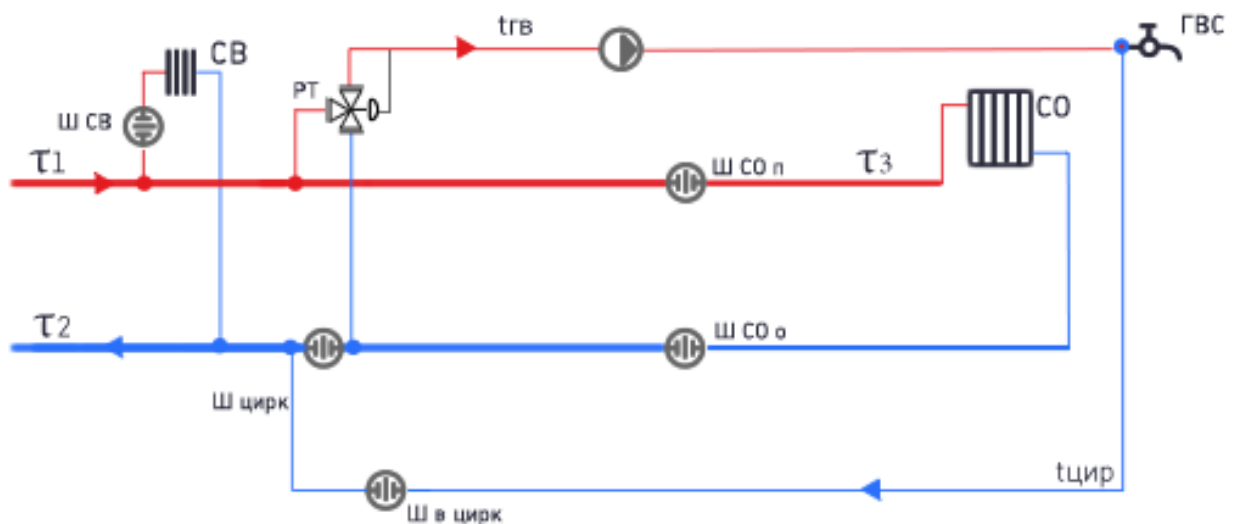 tгв
ГВС
СВ
РТ
Ш СВ
СО
τ1
Ш СО п
τ3
τ2
Ш СО о
Ш цирк
tцир
Ш в цирк